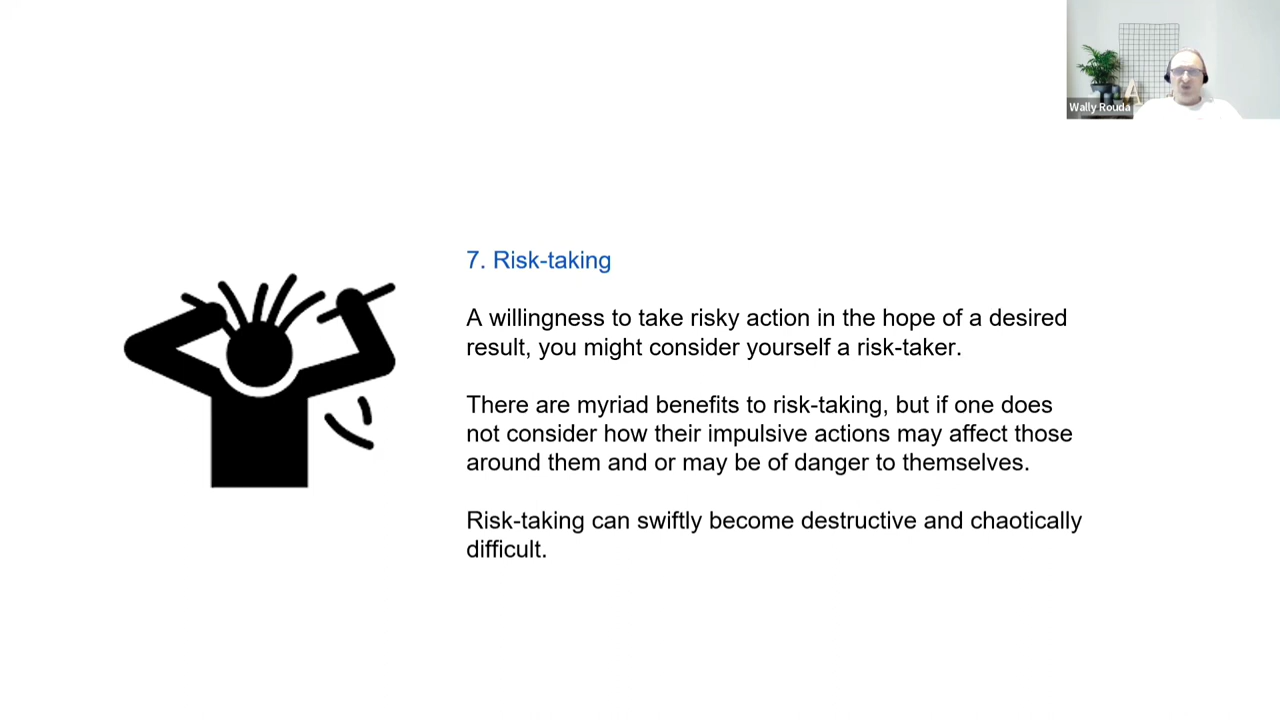 Wally Rouda
7. Risk-taking
A willingness to take risky action in the hope of a desired
result, you might consider yourself a risk-taker.
There are myriad benefits to risk-taking, but if one does
not consider how their impulsive actions may affect those
around them and or may be of danger to themselves.
Risk-taking can swiftly become destructive and chaotically
difficult.